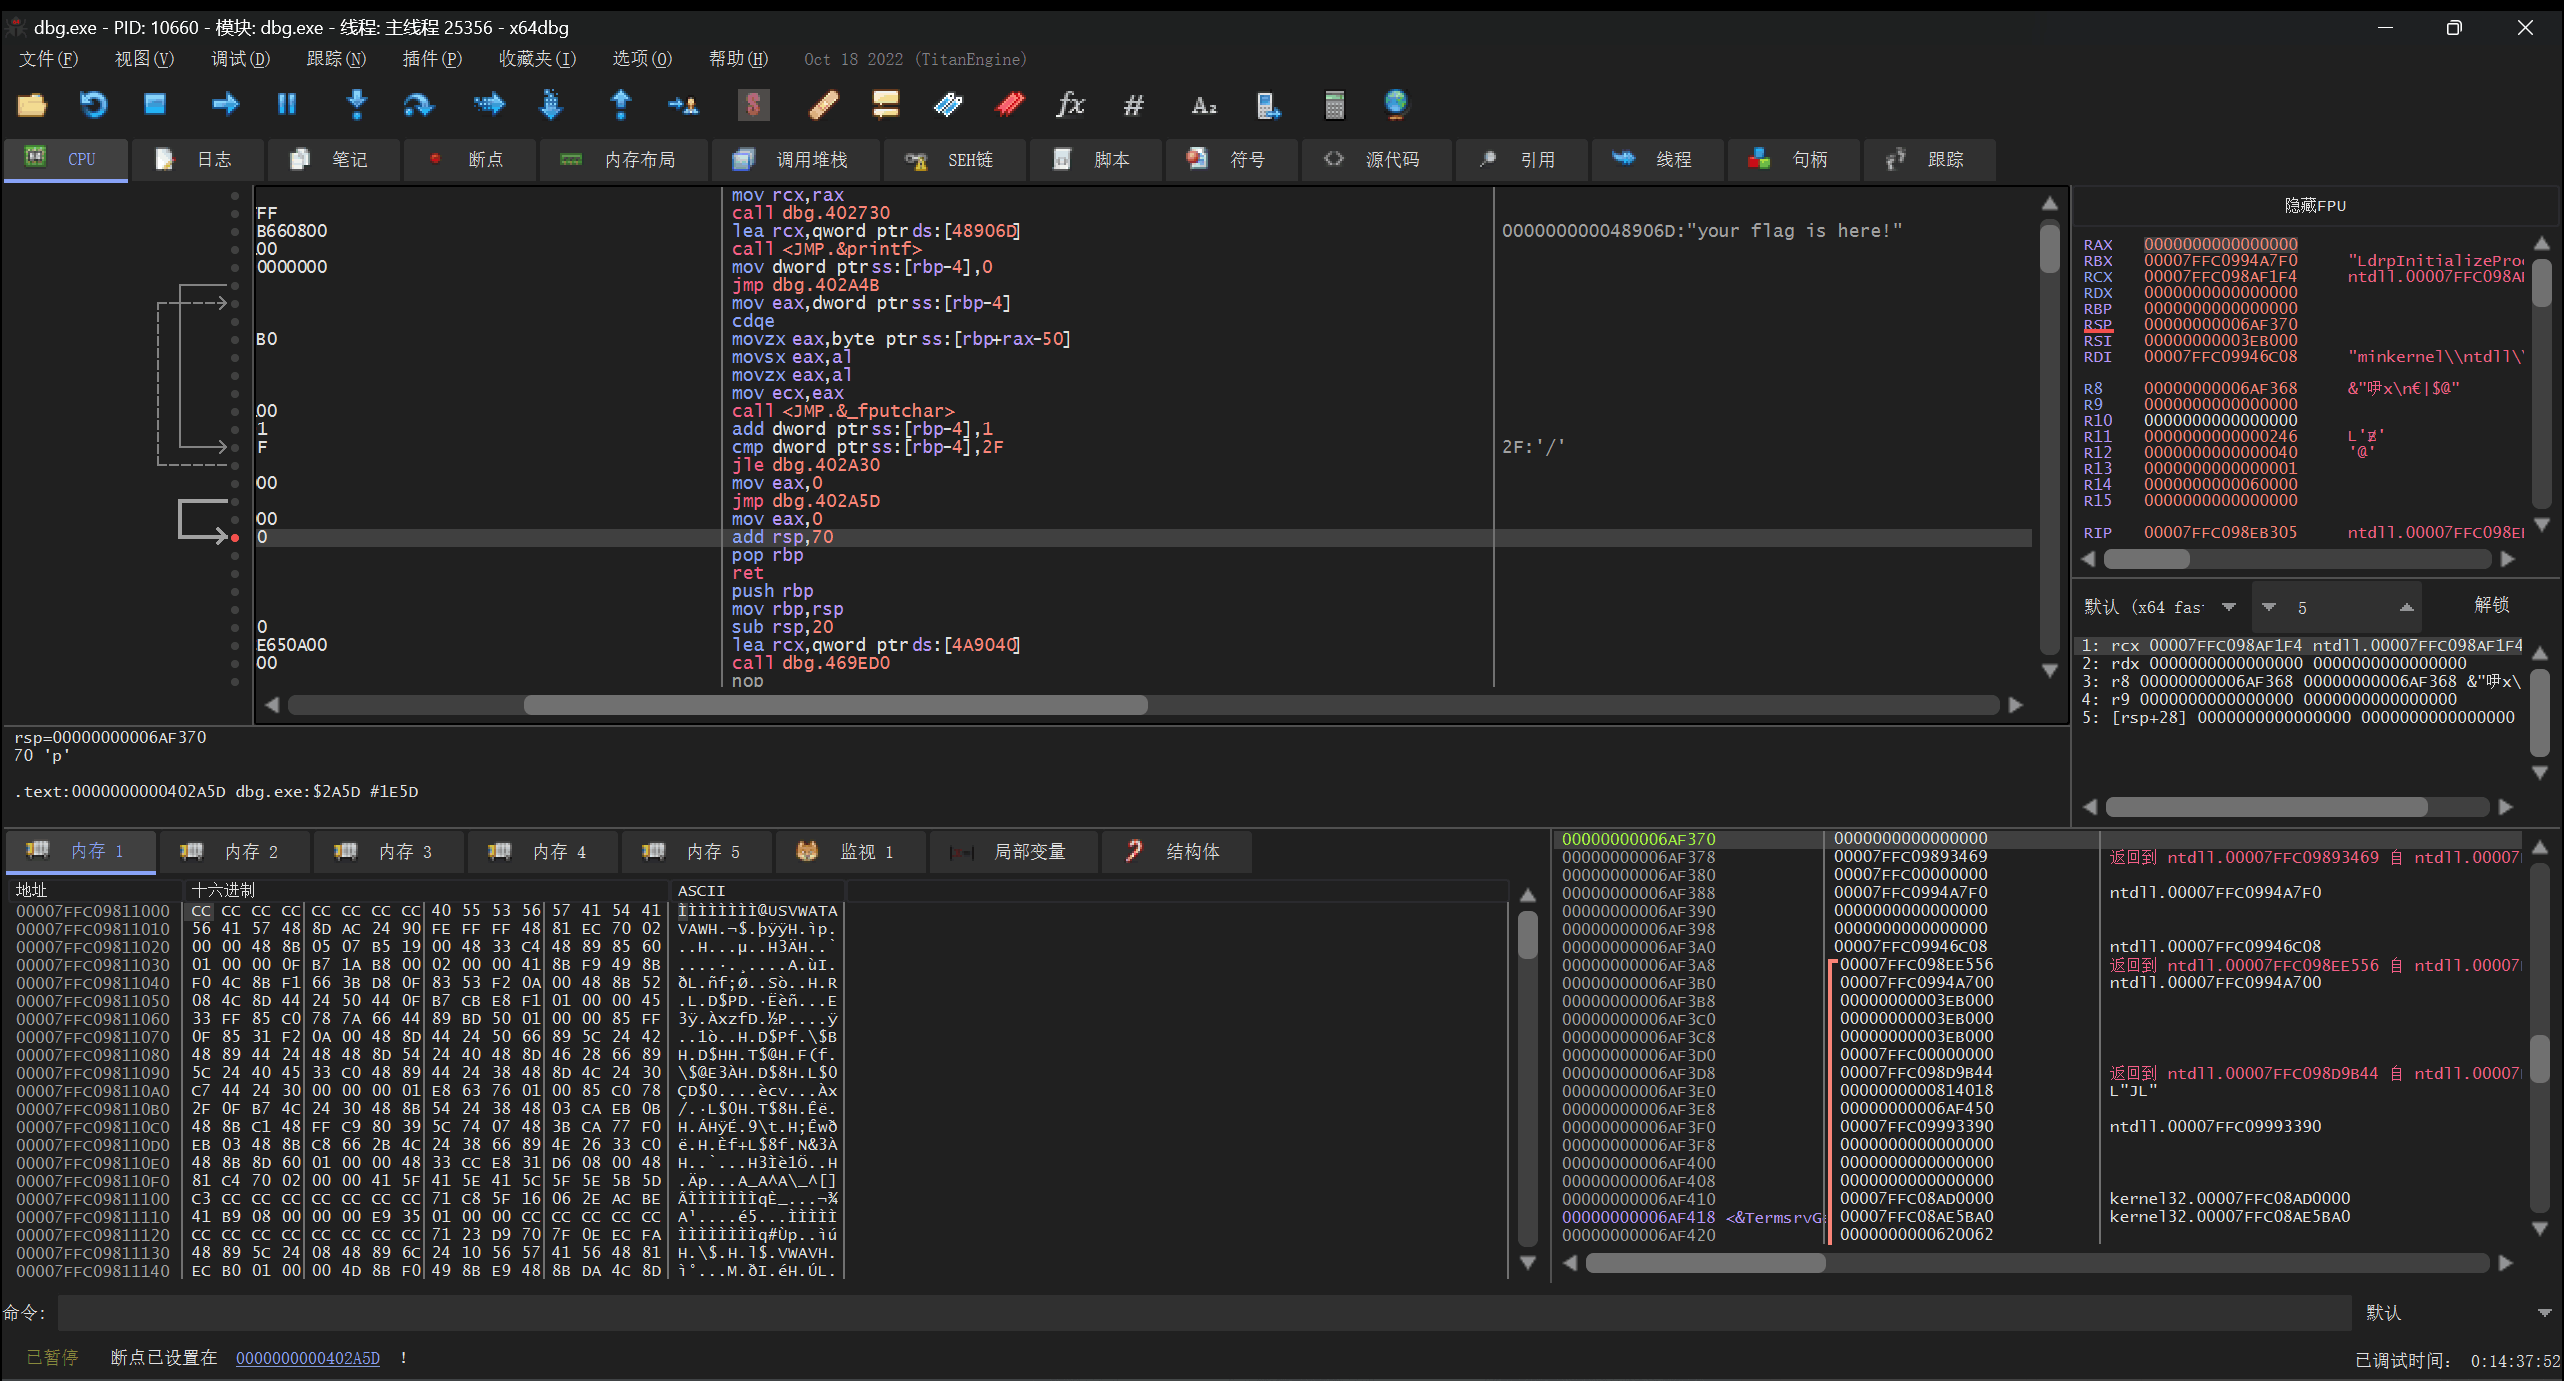 dbg.exe - PID: 10660 - 模块: dbg.exe - 线程: 主线程 25356 - x64dbg
文件(F) 视图(V) 调试(D) 跟踪(N) 插件(P) 收藏夹(I) 选项(O) 帮助(H) Oct 18 2022 (TitanEngine)
CPU 日志 笔记 断点 内存布局 调用堆栈 SEH链 脚本 符号 源代码 引用 线程 句柄 跟踪
mov rcx,rax
FF call dbg.402730
B660800 lea rcx,qword ptr ds:[48906D] 000000000048906D:"your flag is here!"
00 call <JMP.&printf>
0000000 mov dword ptr ss:[rbp-4],0
jmp dbg.402A4B
mov eax,dword ptr ss:[rbp-4]
cdqe
B0 movzx eax,byte ptr ss:[rbp+rax-50]
movsx eax,al
movzx eax,al
mov ecx,eax
00 call <JMP.&_fputchar>
1 add dword ptr ss:[rbp-4],1
F cmp dword ptr ss:[rbp-4],2F 2F:'/'
jle dbg.402A30
00 mov eax,0
jmp dbg.402A5D
00 mov eax,0
0 add rsp,70
pop rbp
ret
push rbp
mov rbp,rsp
0 sub rsp,20
E650A00 lea rcx,qword ptr ds:[4A9040]
00 call dbg.469ED0
nop
隐藏FPU
RAX 0000000000000000
RBX 00007FFC0994A7F0 "LdrpInitializeProc
RCX 00007FFC098AF1F4 ntdll.00007FFC098A
RDX 0000000000000000
RBP 0000000000000000
RSP 00000000006AF370
RSI 00000000003EB000
RDI 00007FFC09946C08 "minkernel\\ntdll\
R8 00000000006AF368 &"咿x\n€|$@"
R9 0000000000000000
R10 0000000000000000
R11 0000000000000246
R12 0000000000000040 '@'
R13 0000000000000001
R14 0000000000060000
R15 0000000000000000
RIP 00007FFC098EB305 ntdll.00007FFC098E
默认 (x64 fas 5 解锁
1: rcx 00007FFC098AF1F4 ntdll.00007FFC098AF1F4
2: rdx 0000000000000000 0000000000000000
3: r8 00000000006AF368 00000000006AF368 &"咿x\
4: r9 0000000000000000 0000000000000000
5: [rsp+28] 0000000000000000 0000000000000000
rsp=00000000006AF370
70 'p'
.text:0000000000402A5D dbg.exe:$2A5D #1E5D
内存 1 内存 2 内存 3 内存 4 内存 5 监视 1 局部变量 结构体
地址 十六进制 ASCII
00007FFC09811000 CC CC CC CC CC CC CC CC 40 55 53 56 57 41 54 41 ÌÌÌÌÌÌÌÌ@USVWATA
00007FFC09811010 56 41 57 48 8D AC 24 90 FE FF FF 48 81 EC 70 02 VAWH.¬$.þÿÿH.ìp.
00007FFC09811020 00 00 48 8B 05 07 B5 19 00 48 33 C4 48 89 85 60 ..H...µ..H3ÄH..`
00007FFC09811030 01 00 00 0F B7 1A B8 00 02 00 00 41 8B F9 49 8B ....·.¸....A.ùI.
00007FFC09811040 F0 4C 8B F1 66 3B D8 0F 83 53 F2 0A 00 48 8B 52 ðL.ñf;Ø..Sò..H.R
00007FFC09811050 08 4C 8D 44 24 50 44 0F B7 CB E8 F1 01 00 00 45 .L.D$PD.·Ëèñ...E
00007FFC09811060 33 FF 85 C0 78 7A 66 44 89 BD 50 01 00 00 85 FF 3ÿ.ÀxzfD.½P....ÿ
00007FFC09811070 0F 85 31 F2 0A 00 48 8D 44 24 50 66 89 5C 24 42 ..1ò..H.D$Pf.\$B
00007FFC09811080 48 89 44 24 48 48 8D 54 24 40 48 8D 46 28 66 89 H.D$HH.T$@H.F(f.
00007FFC09811090 5C 24 40 45 33 C0 48 89 44 24 38 48 8D 4C 24 30 \$@E3ÀH.D$8H.L$0
00007FFC098110A0 C7 44 24 30 00 00 00 01 E8 63 76 01 00 85 C0 78 ÇD$0....ècv...Àx
00007FFC098110B0 2F 0F B7 4C 24 30 48 8B 54 24 38 48 03 CA EB 0B /.·L$0H.T$8H.Êë.
00007FFC098110C0 48 8B C1 48 FF C9 80 39 5C 74 07 48 3B CA 77 F0 H.ÁHÿÉ.9\t.H;Êwð
00007FFC098110D0 EB 03 48 8B C8 66 2B 4C 24 38 66 89 4E 26 33 C0 ë.H.Èf+L$8f.N&3À
00007FFC098110E0 48 8B 8D 60 01 00 00 48 33 CC E8 31 D6 08 00 48 H..`...H3Ìè1Ö..H
00007FFC098110F0 81 C4 70 02 00 00 41 5F 41 5E 41 5C 5F 5E 5B 5D .Äp...A_A^A\_^[]
00007FFC09811100 C3 CC CC CC CC CC CC CC 71 C8 5F 16 06 2E AC BE ÃÌÌÌÌÌÌÌqÈ_...¬¾
00007FFC09811110 41 B9 08 00 00 00 E9 35 01 00 00 CC CC CC CC CC A¹....é5...ÌÌÌÌÌ
00007FFC09811120 CC CC CC CC CC CC CC CC 71 23 D9 70 7F 0E EC FA ÌÌÌÌÌÌÌÌq#Ùp..ìú
00007FFC09811130 48 89 5C 24 08 48 89 6C 24 10 56 57 41 56 48 81 H.\$.H.l$.VWAVH.
00007FFC09811140 EC B0 01 00 00 4D 8B F0 49 8B E9 48 8B DA 4C 8D ì°...M.ðI.éH.ÚL.
00000000006AF370 0000000000000000
00000000006AF378 00007FFC09893469 返回到 ntdll.00007FFC09893469 自 ntdll.00007
00000000006AF380 00007FFC00000000
00000000006AF388 00007FFC0994A7F0 ntdll.00007FFC0994A7F0
00000000006AF390 0000000000000000
00000000006AF398 0000000000000000
00000000006AF3A0 00007FFC09946C08 ntdll.00007FFC09946C08
00000000006AF3A8 00007FFC098EE556 返回到 ntdll.00007FFC098EE556 自 ntdll.00007
00000000006AF3B0 00007FFC0994A700 ntdll.00007FFC0994A700
00000000006AF3B8 00000000003EB000
00000000006AF3C0 00000000003EB000
00000000006AF3C8 00000000003EB000
00000000006AF3D0 00007FFC00000000
00000000006AF3D8 00007FFC098D9B44 返回到 ntdll.00007FFC098D9B44 自 ntdll.00007
00000000006AF3E0 0000000000814018 L"JL"
00000000006AF3E8 00000000006AF450
00000000006AF3F0 00007FFC09993390 ntdll.00007FFC09993390
00000000006AF3F8 0000000000000000
00000000006AF400 0000000000000000
00000000006AF408 0000000000000000
00000000006AF410 00007FFC08AD0000 kernel32.00007FFC08AD0000
00000000006AF418 <&TermsrvG 00007FFC08AE5BA0 kernel32.00007FFC08AE5BA0
00000000006AF420 0000000000620062
命令: 默认
已暂停 断点已设置在 0000000000402A5D ! 已调试时间: 0:14:37:52